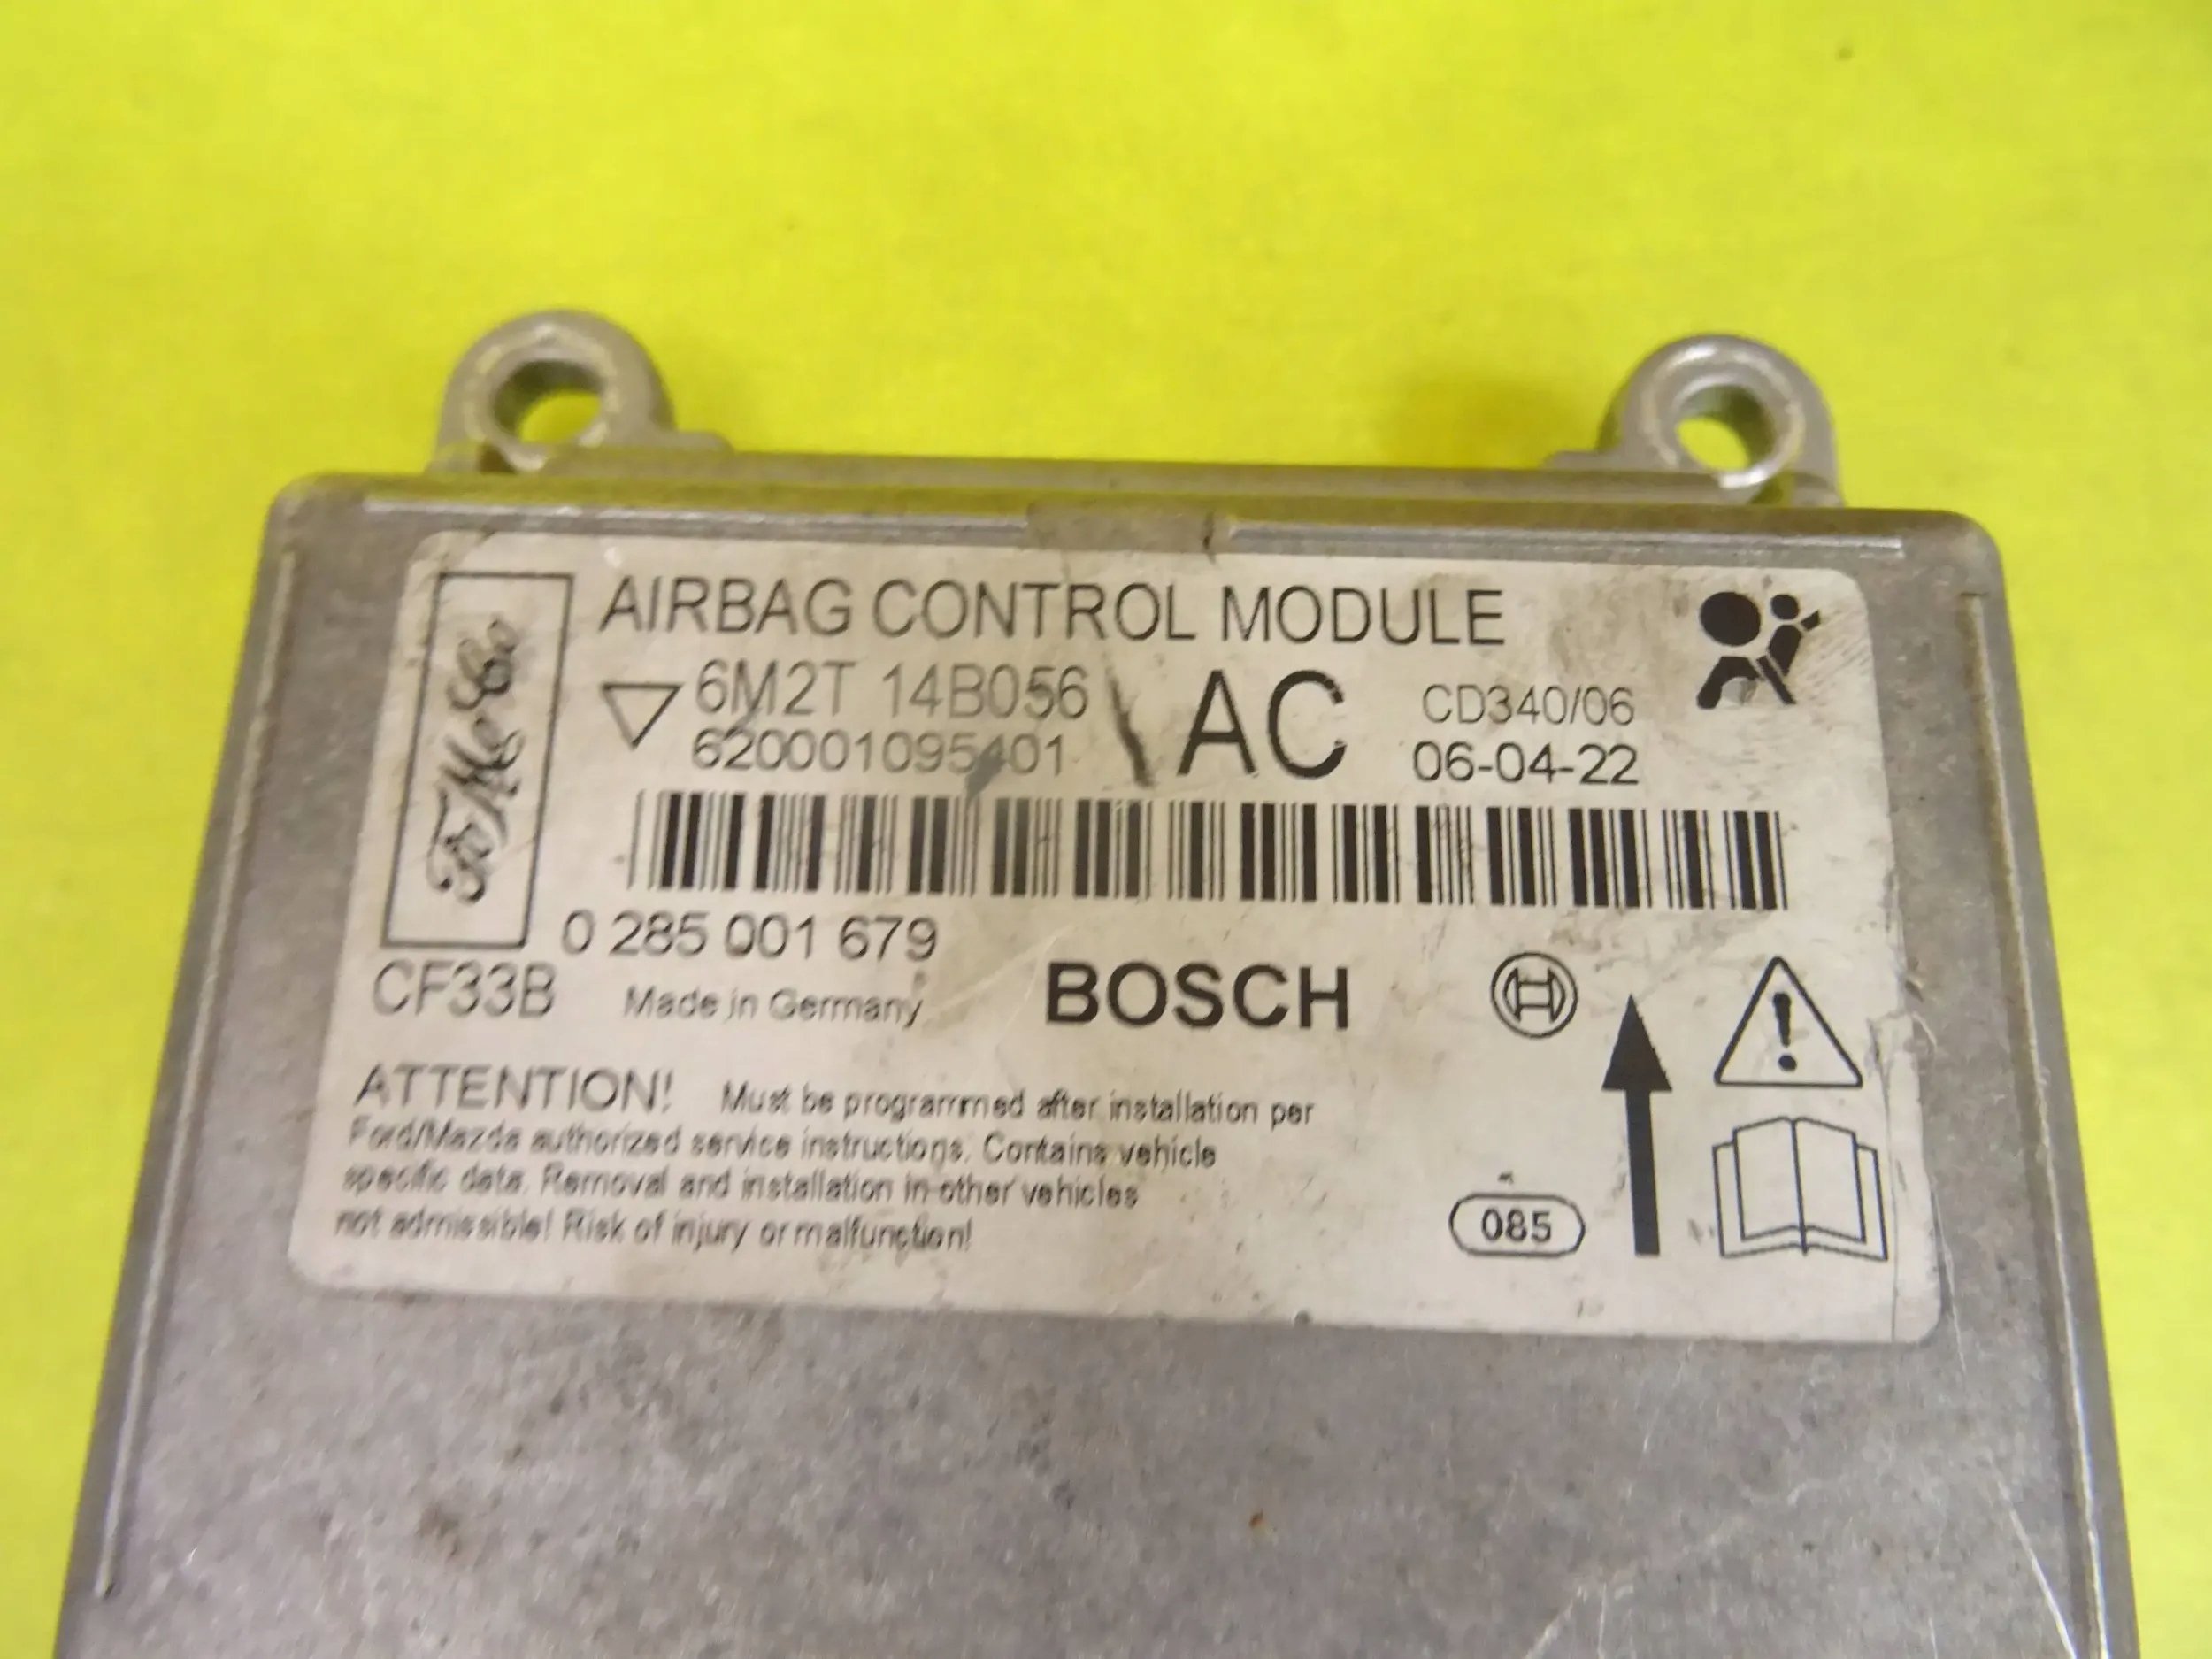 AIRBAG CONTROL MODULE
FoMoCo
6M2T 14B056 AC
CD340/06
620001095401
06-04-22
0 285 001 679
CF33B
Made in Germany
BOSCH
ATTENTION! Must be programmed after installation per
Ford/Mazda authorized service instructions. Contains vehicle
specific data. Removal and installation in other vehicles
not admissible! Risk of injury or malfunction!
085